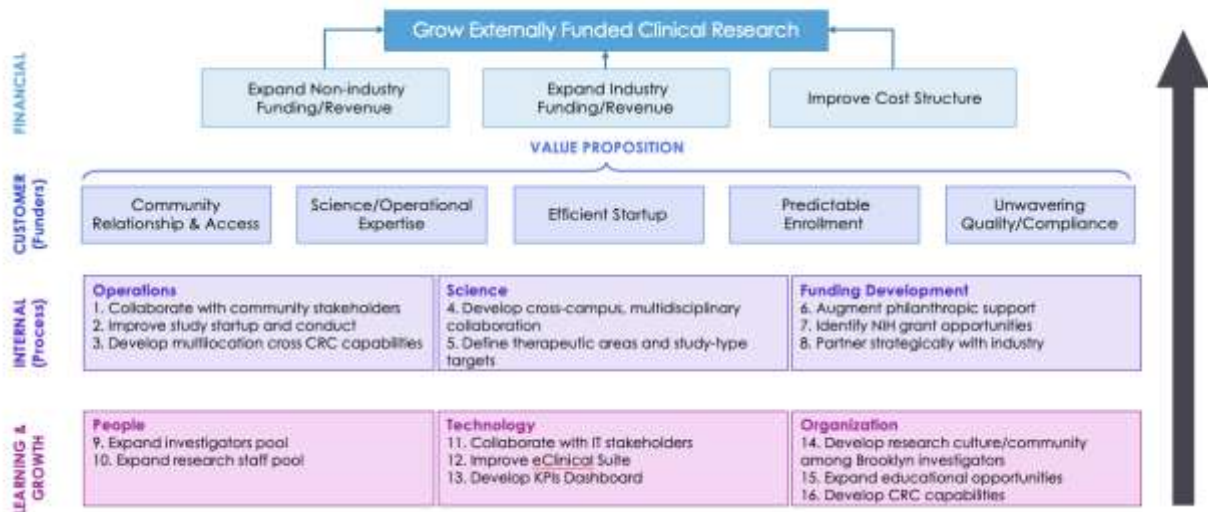 Grow Externally Funded Clinical Research
FINANCIAL
Expand Non-industry
Funding/Revenue
Expand Industry
Funding/Revenue
Improve Cost Structure
VALUE PROPOSITION
CUSTOMER
(Funders)
Community
Relationship & Access
Science/Operational
Expertise
Efficient Startup
Predictable
Enrollment
Unwavering
Quality/Compliance
INTERNAL
(Process)
Operations
1. Collaborate with community stakeholders
2. Improve study startup and conduct
3. Develop multilocation cross CRC capabilities
Science
4. Develop cross-campus, multidisciplinary
collaboration
5. Define therapeutic areas and study-type
targets
Funding Development
6. Augment philanthropic support
7. Identify NIH grant opportunities
8. Partner strategically with industry
LEARNING &
GROWTH
People
9. Expand investigators pool
10. Expand research staff pool
Technology
11. Collaborate with IT stakeholders
12. Improve eClinical Suite
13. Develop KPIs Dashboard
Organization
14. Develop research culture/community
among Brooklyn investigators
15. Expand educational opportunities
16. Develop CRC capabilities